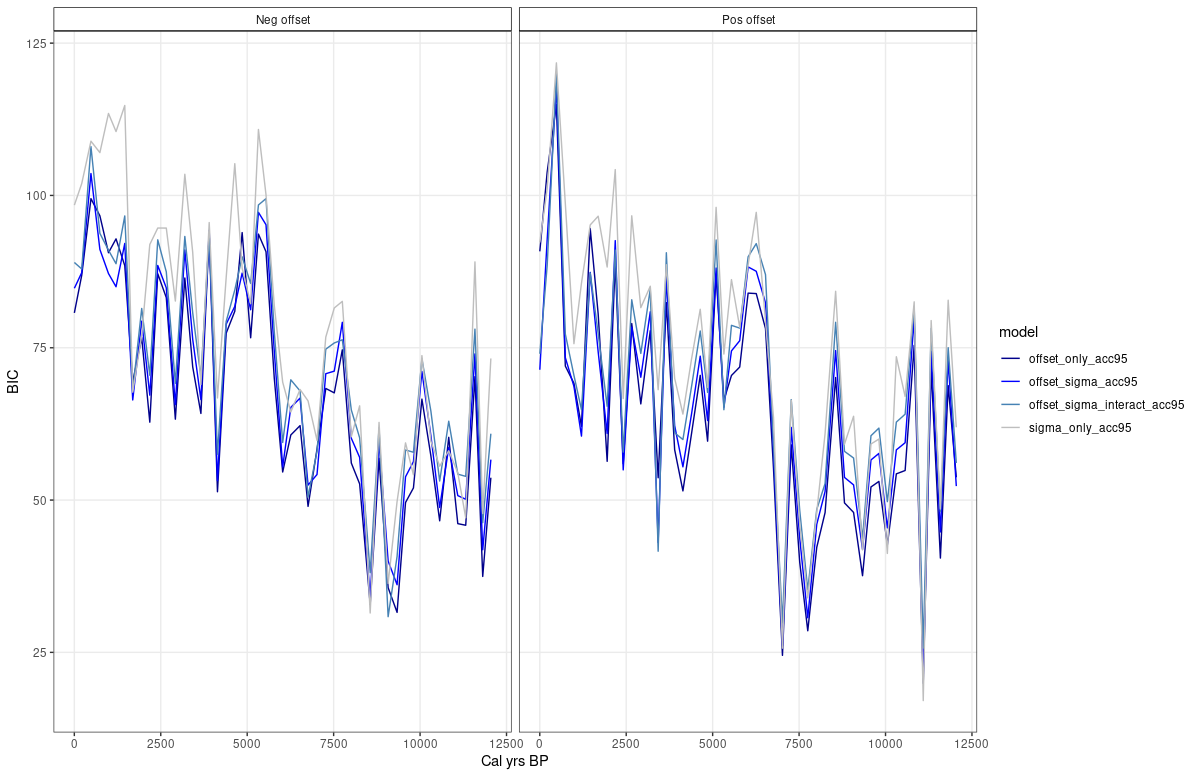 Neg offset
Pos offset
125
100
75
50
25
BIC
0
2500
5000
7500
10000
12500
0
2500
5000
7500
10000
12500
Cal yrs BP
model
offset_only_acc95
offset_sigma_acc95
offset_sigma_interact_acc95
sigma_only_acc95